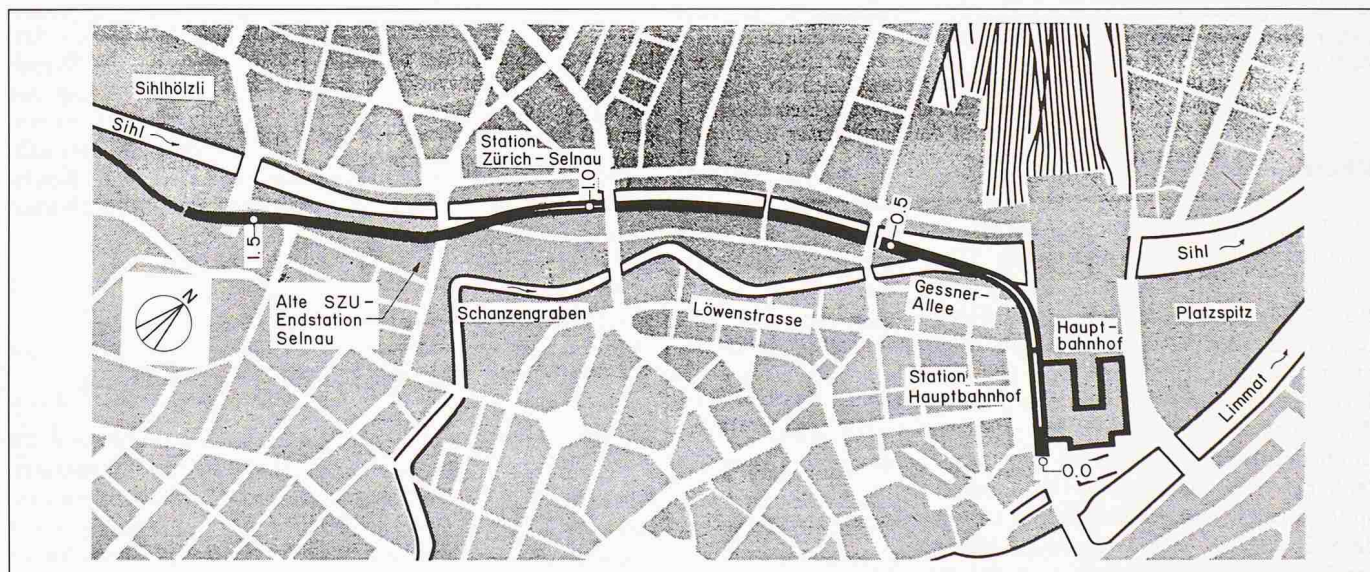 Sihlhölzli
Sihl
Station
Zürich-Selnau
1.0
0.5
1.5
Sihl
N
Alte SZU-
Endstation
Selnau
Schanzengraben
Löwenstrasse
Gessner-
Allee
Haupt-
bahnhof
Platzspitz
Station
Hauptbahnhof
Limmat
0.0